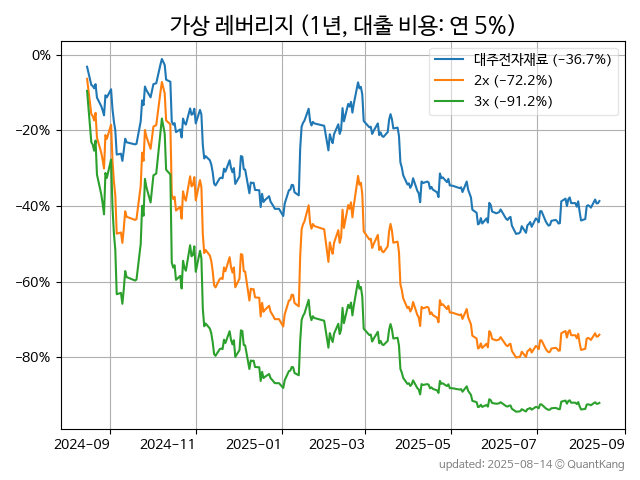 가상 레버리지 (1년, 대출 비용: 연 5%)
대주전자재료 (−36.7%)
2x (−72.2%)
3x (−91.2%)
0%
−20%
−40%
−60%
−80%
2024-09 2024-11 2025-01 2025-03 2025-05 2025-07 2025-09
updated: 2025-08-14 © QuantKang